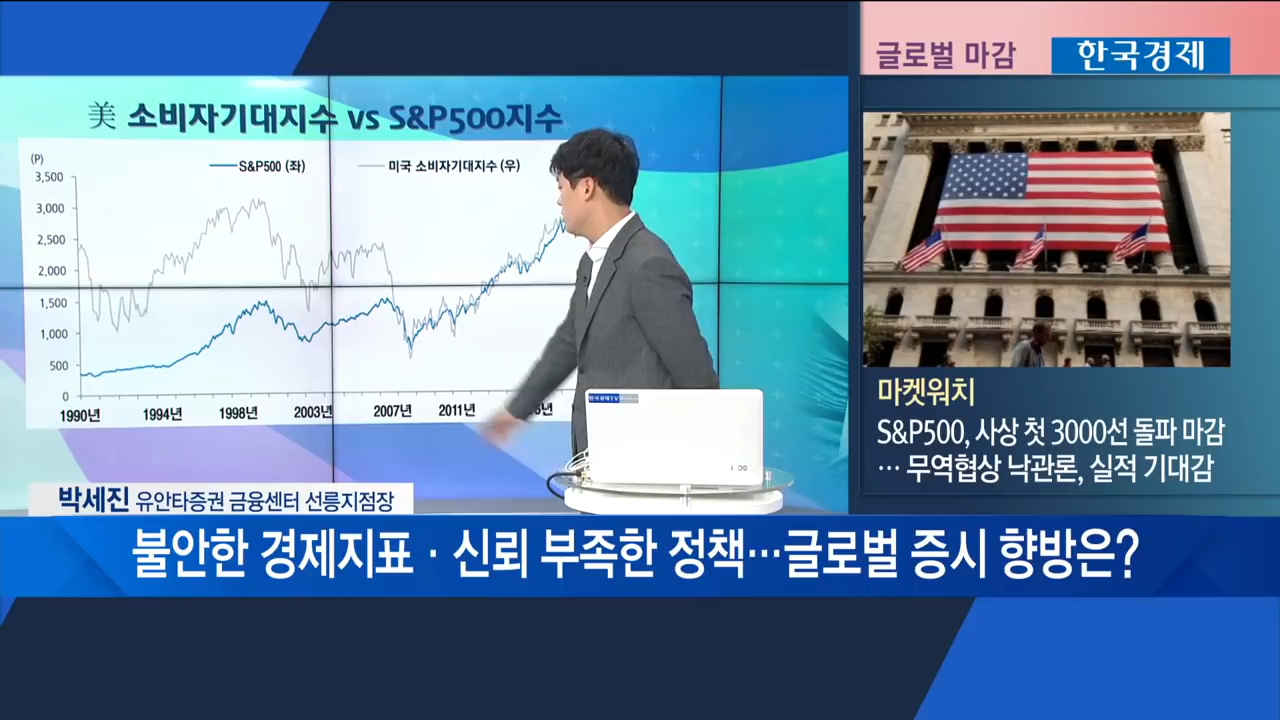 글로벌 마감
한국경제
美 소비자기대지수 vs S&P500지수
(P)
S&P500 (좌)
미국 소비자기대지수 (우)
3,500
3,000
2,500
2,000
1,500
1,000
500
0
1990년 1994년 1998년 2003년 2007년 2011년
한국경제TV
마켓워치
S&P500, 사상 첫 3000선 돌파 마감
… 무역협상 낙관론, 실적 기대감
박세진 유안타증권 금융센터 선릉지점장
불안한 경제지표·신뢰 부족한 정책…글로벌 증시 향방은?